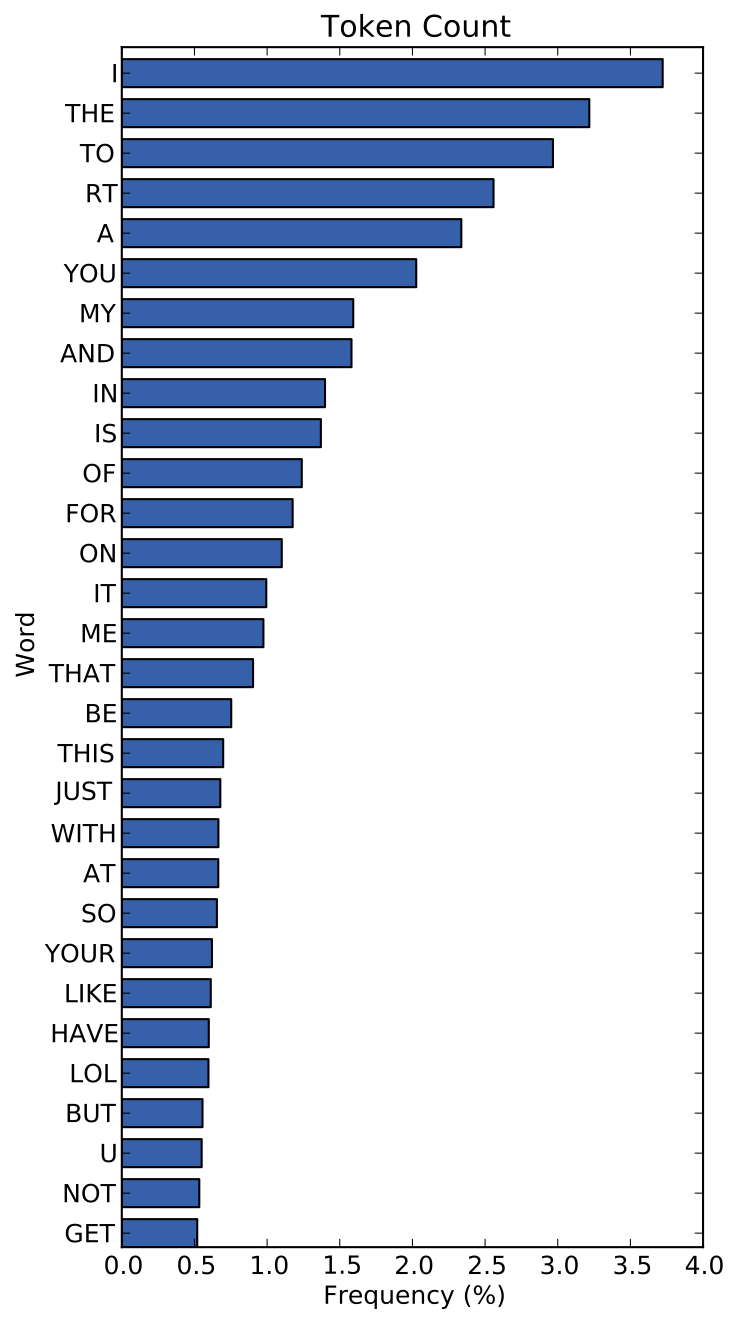 Token Count
I
THE
TO
RT
A
YOU
MY
AND
IN
IS
OF
FOR
ON
IT
ME
THAT
BE
THIS
JUST
WITH
AT
SO
YOUR
LIKE
HAVE
LOL
BUT
U
NOT
GET
Word
0.0 0.5 1.0 1.5 2.0 2.5 3.0 3.5 4.0
Frequency (%)